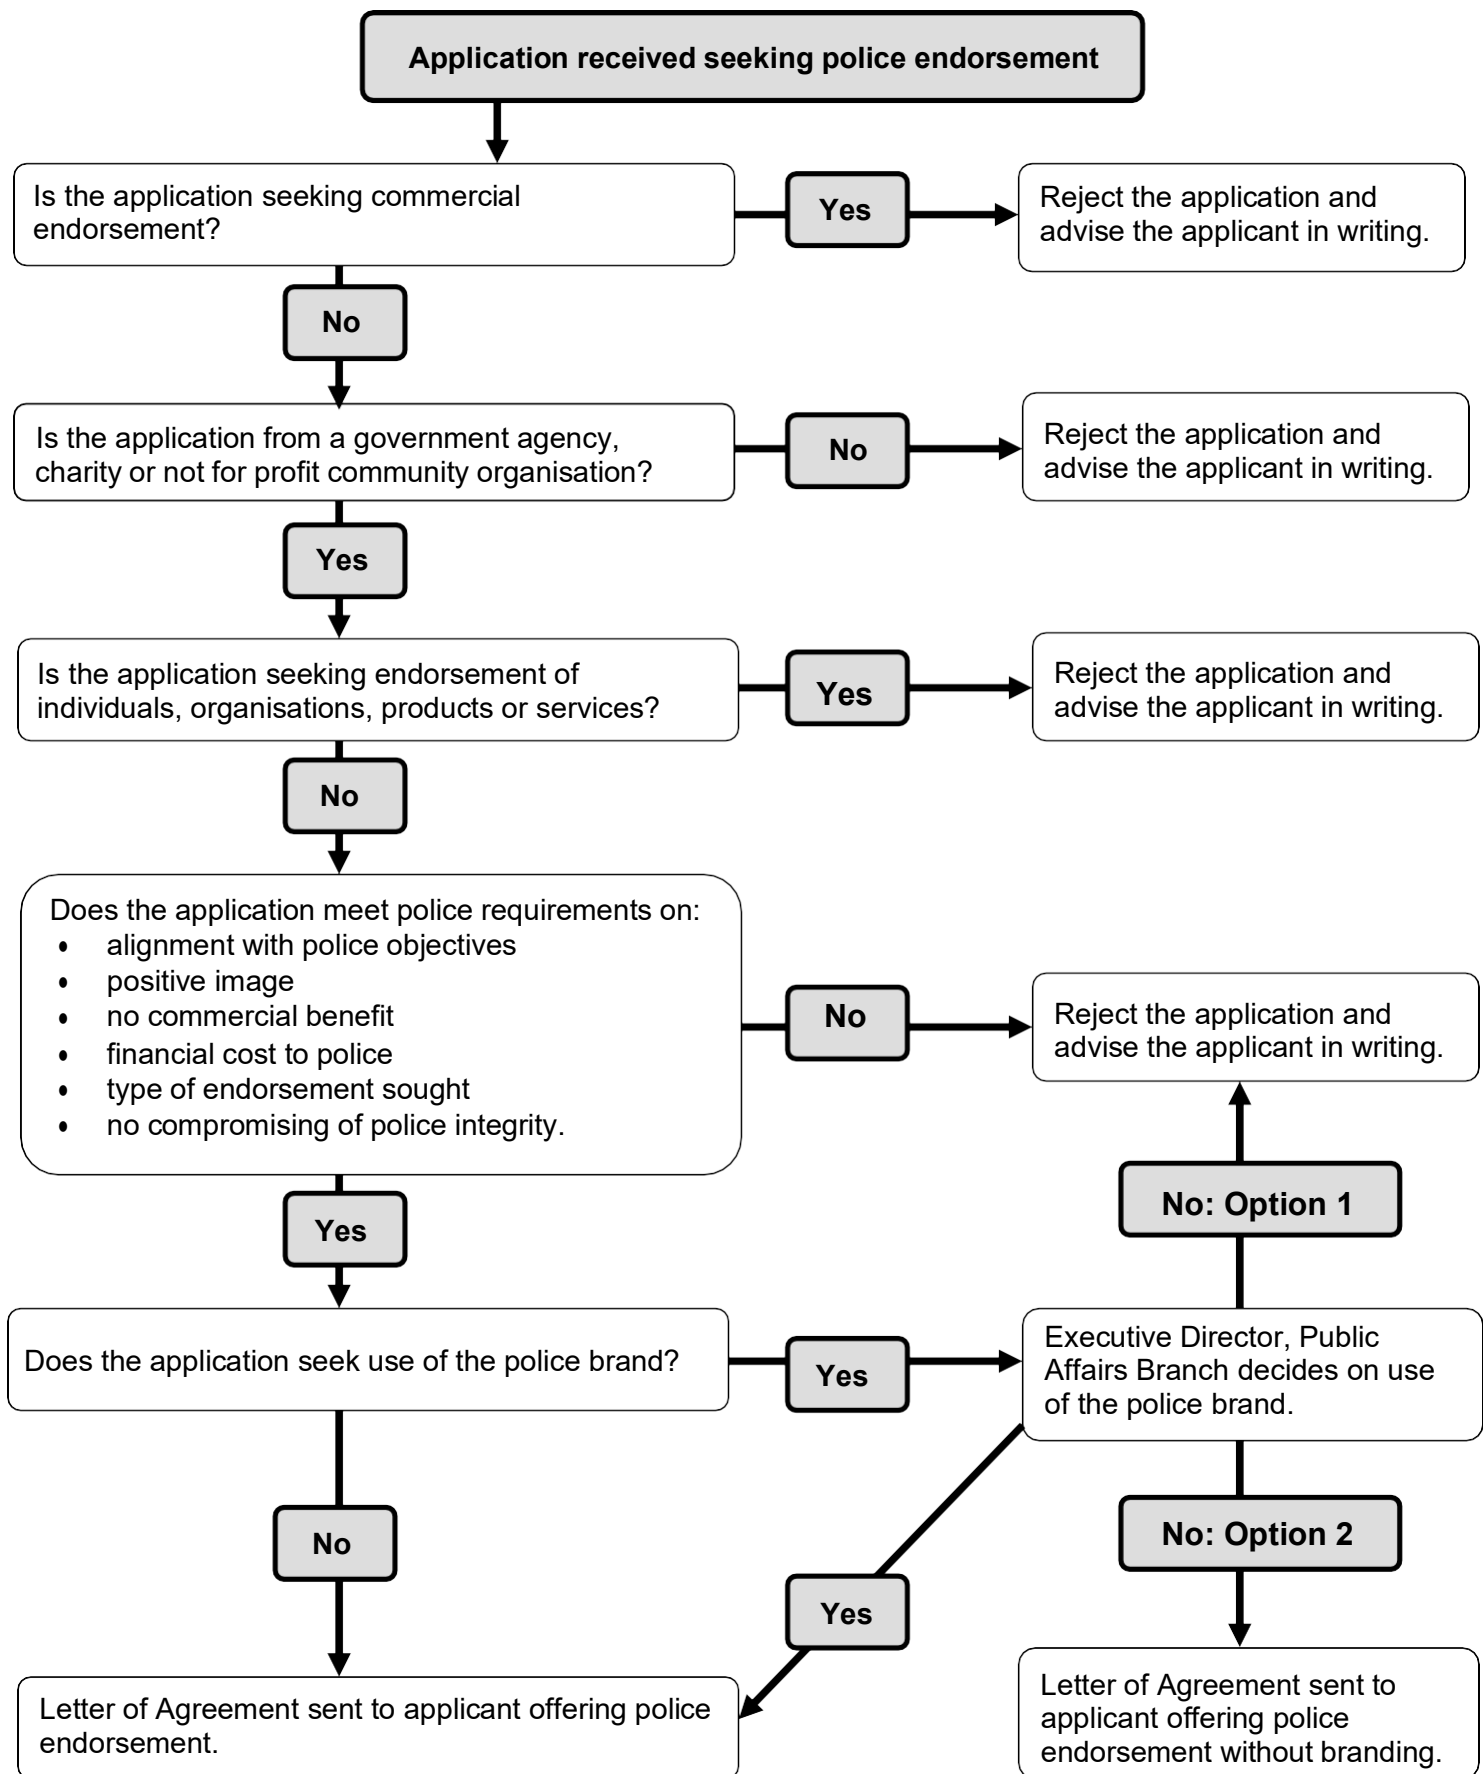 Application received seeking police endorsement
Is the application seeking commercial
endorsement?
Yes
Reject the application and
advise the applicant in writing.
No
Is the application from a government agency,
charity or not for profit community organisation?
No
Reject the application and
advise the applicant in writing.
Yes
Is the application seeking endorsement of
individuals, organisations, products or services?
Yes
Reject the application and
advise the applicant in writing.
No
Does the application meet police requirements on:
• alignment with police objectives
• positive image
• no commercial benefit
• financial cost to police
• type of endorsement sought
• no compromising of police integrity.
No
Reject the application and
advise the applicant in writing.
Yes
No: Option 1
Does the application seek use of the police brand?
Yes
Executive Director, Public
Affairs Branch decides on use
of the police brand.
No
No: Option 2
Yes
Letter of Agreement sent to applicant offering police
endorsement.
Letter of Agreement sent to
applicant offering police
endorsement without branding.